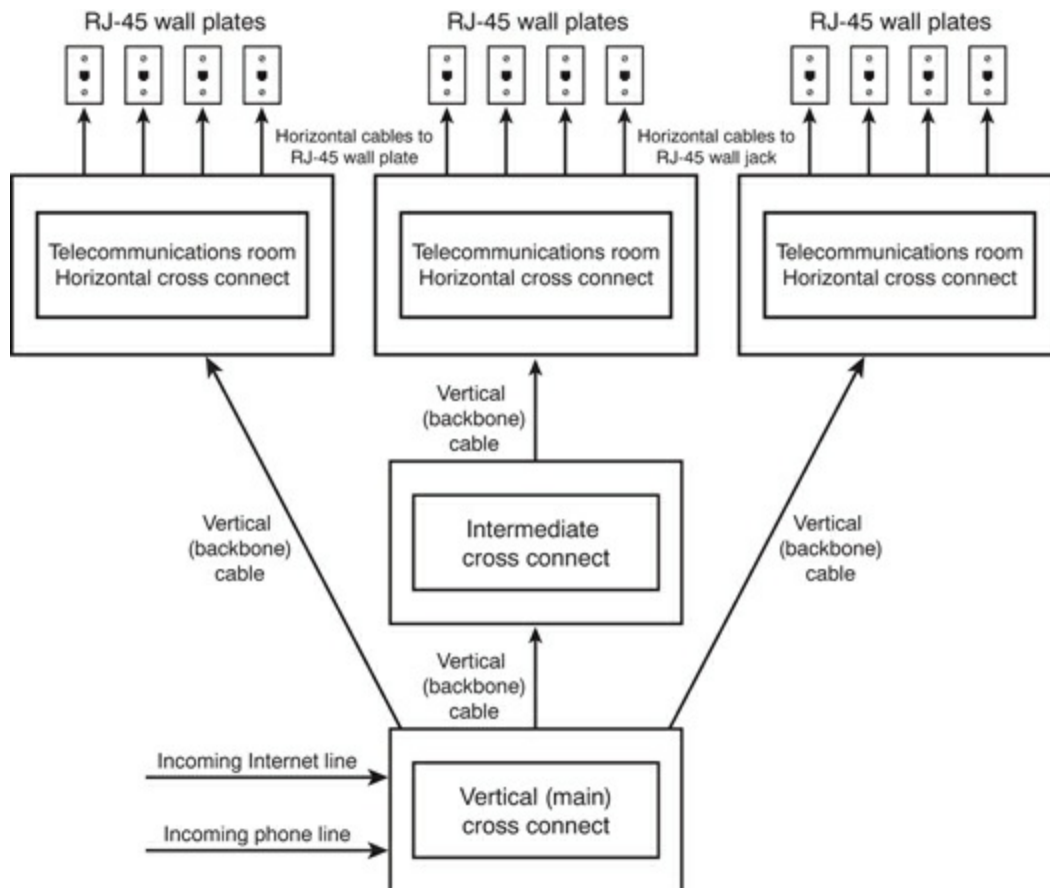 RJ-45 wall plates
RJ-45 wall plates
RJ-45 wall plates
Horizontal cables to
RJ-45 wall plate
Horizontal cables to
RJ-45 wall jack
Telecommunications room
Horizontal cross connect
Telecommunications room
Horizontal cross connect
Telecommunications room
Horizontal cross connect
Vertical
(backbone)
cable
Vertical
(backbone)
cable
Intermediate
cross connect
Vertical
(backbone)
cable
Vertical
(backbone)
cable
Incoming Internet line
Incoming phone line
Vertical (main)
cross connect